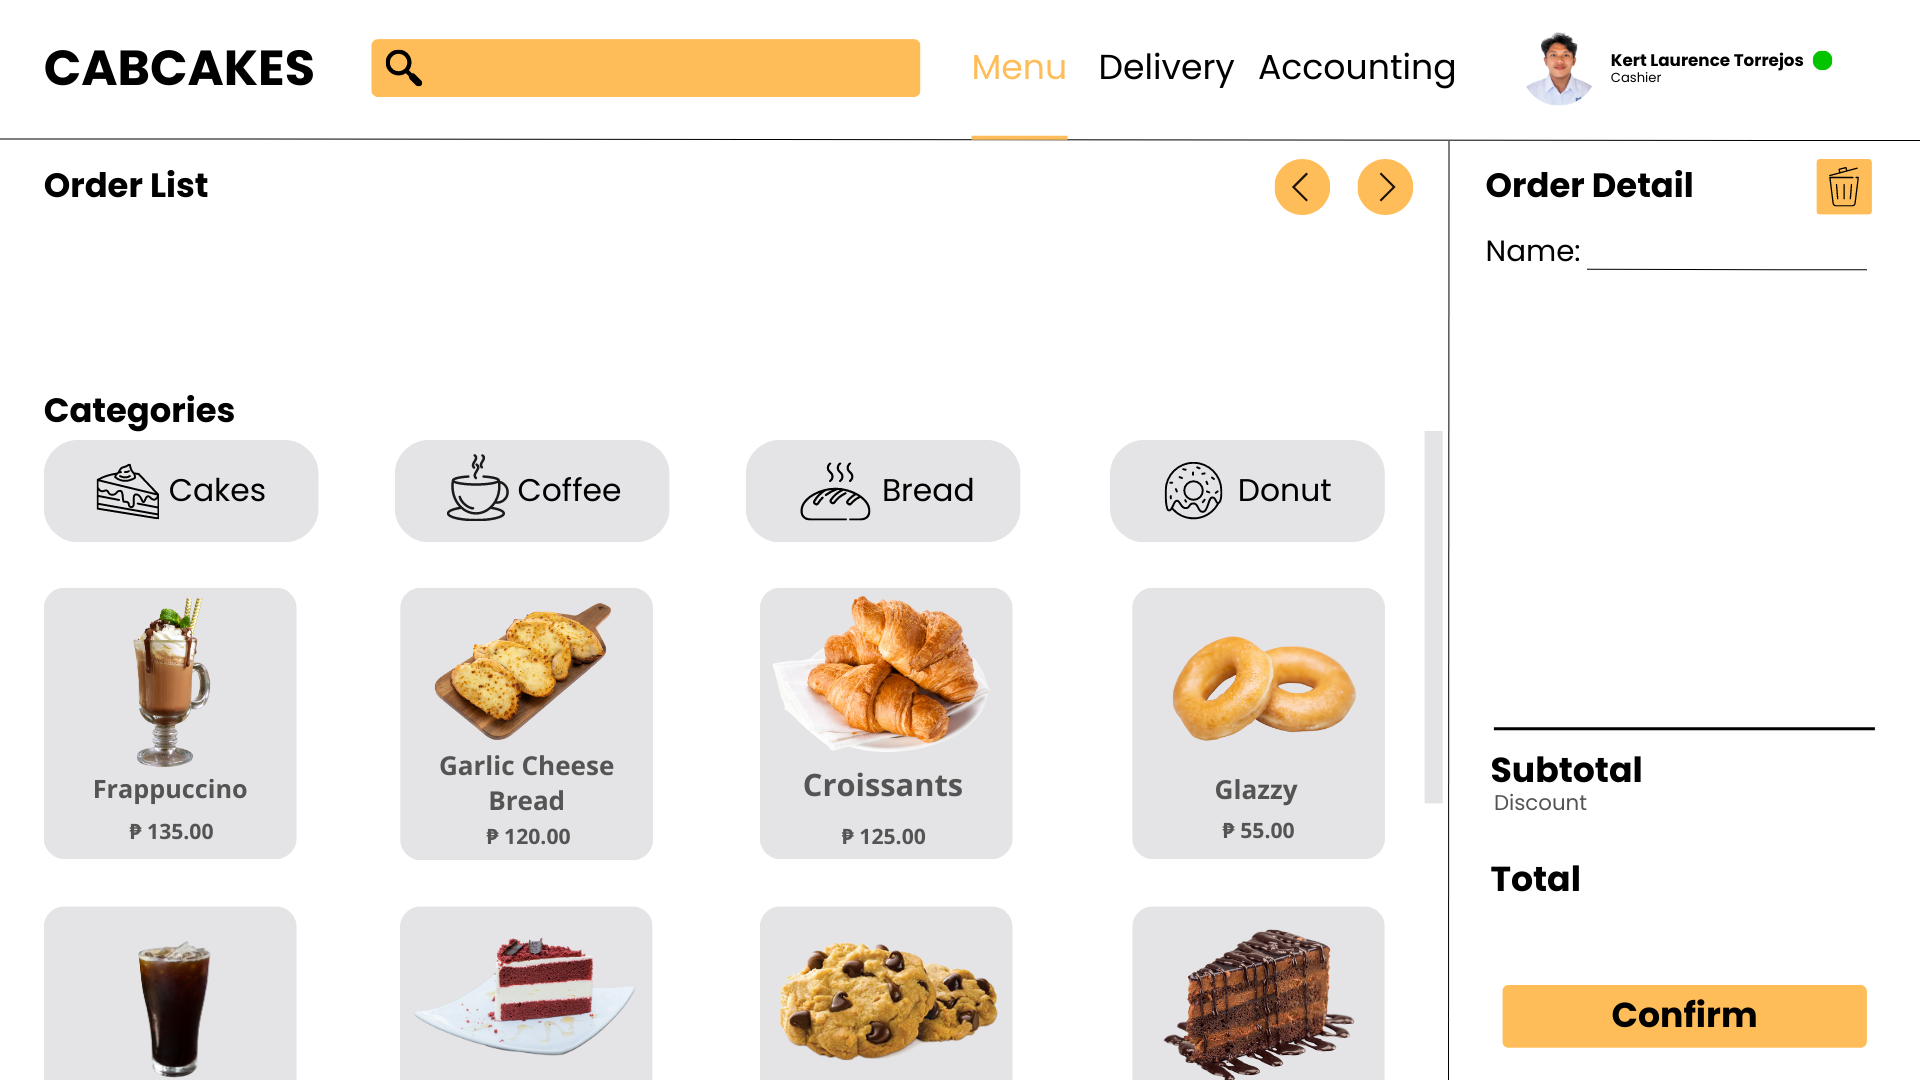 CABCAKES
Menu
Delivery
Accounting
Kert Laurence Torrejos
Cashier
Order List
Order Detail
Name:
Categories
Cakes
Coffee
Bread
Donut
Frappuccino
₱ 135.00
Garlic Cheese
Bread
₱ 120.00
Croissants
₱ 125.00
Glazzy
₱ 55.00
Subtotal
Discount
Total
Confirm